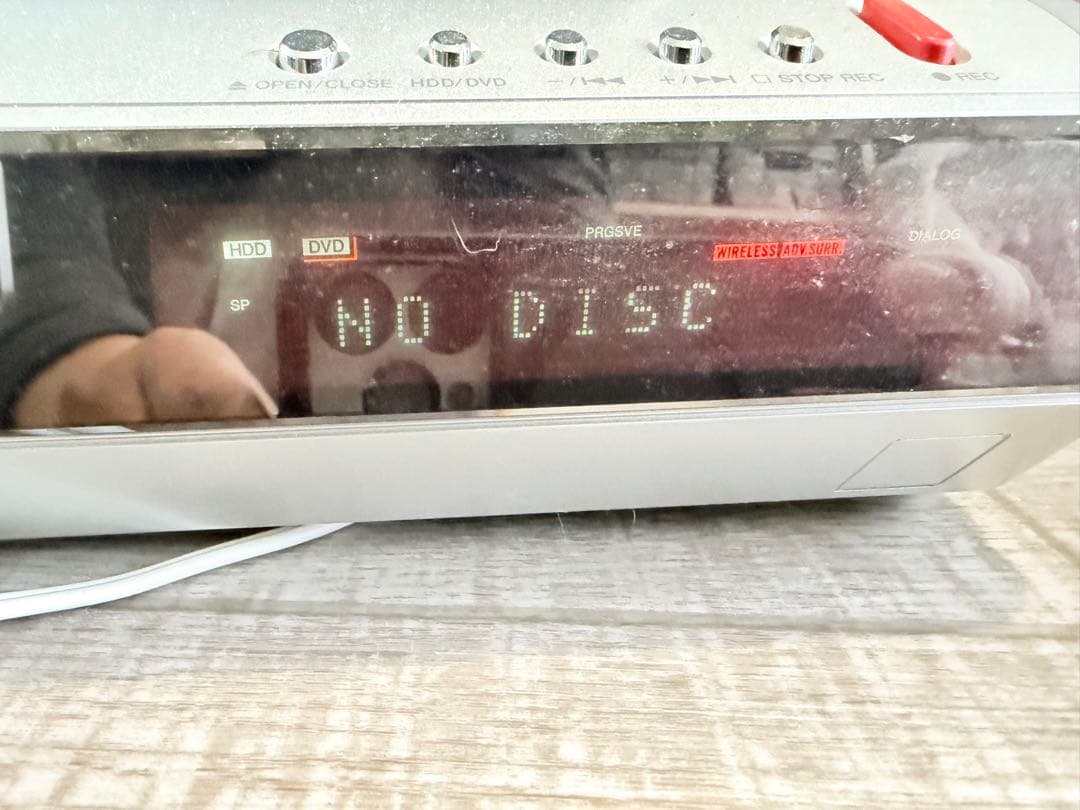 ⏏ OPEN/CLOSE HDD/DVD −/⏮ +/⏭ □ STOP REC ● REC
PRGSVE
HDD DVD WIRELESS ADV.SURR. DIALOG
SP NO DISC